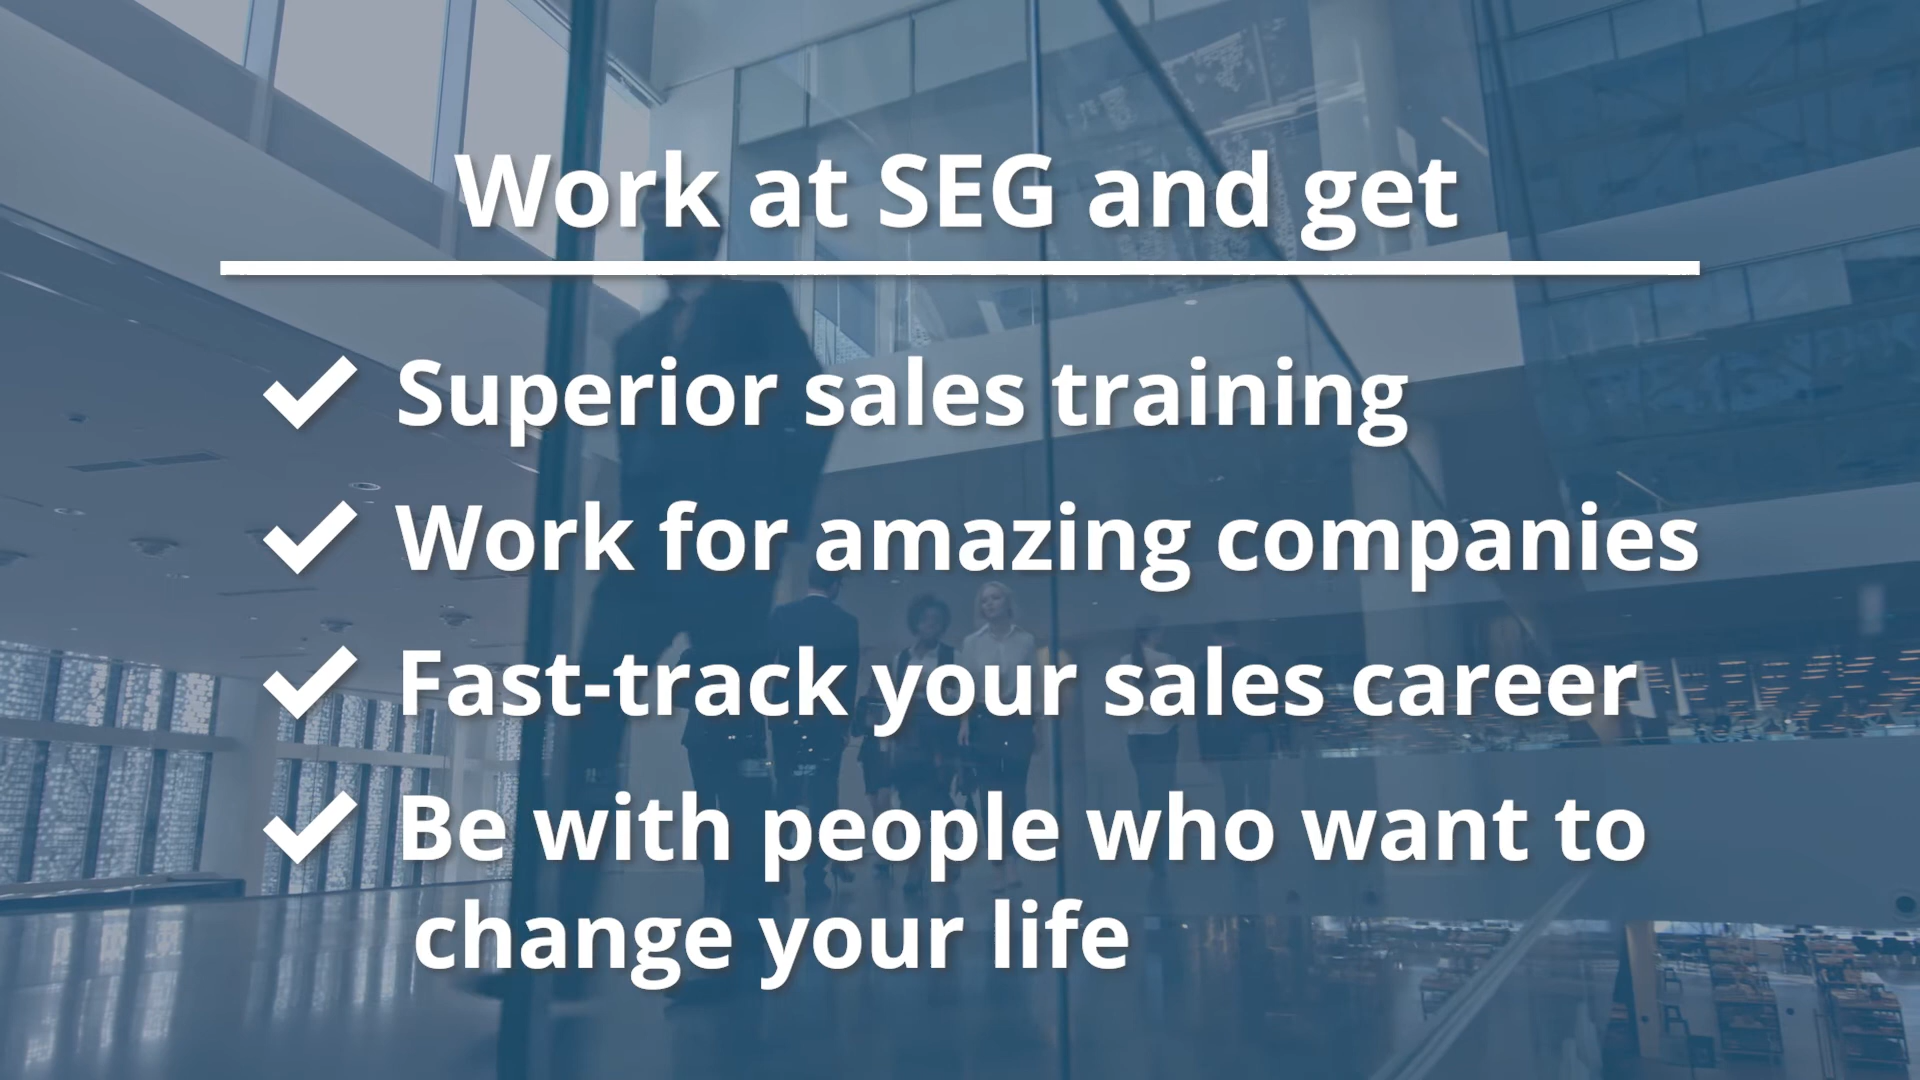 Work at SEG and get
Superior sales training
Work for amazing companies
Fast-track your sales career
Be with people who want to
change your life